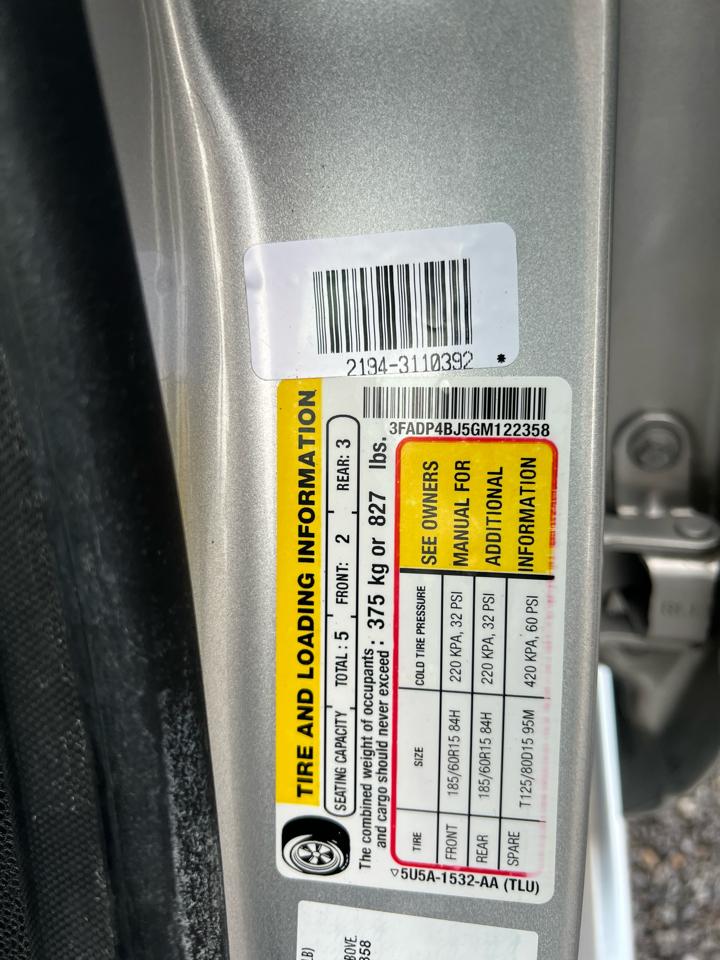 2194-3110392 *
3FADP4BJ5GM122358
TIRE AND LOADING INFORMATION
SEATING CAPACITY TOTAL : 5 FRONT: 2 REAR: 3
The combined weight of occupants
and cargo should never exceed : 375 kg or 827 lbs.
TIRE SIZE COLD TIRE PRESSURE
FRONT 185/60R15 84H 220 KPA, 32 PSI
REAR 185/60R15 84H 220 KPA, 32 PSI
SPARE T125/80D15 95M 420 KPA, 60 PSI
SEE OWNERS
MANUAL FOR
ADDITIONAL
INFORMATION
5U5A-1532-AA (TLU)
LB)
BOVE.
358